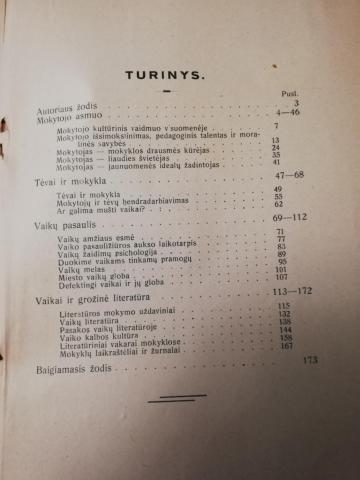 TURINYS.
Pusl.
Autoriaus žodis 3
Mokytojo asmuo 4—46
Mokytojo kultūrinis vaidmuo visuomenėje 7
Mokytojo išsimokslinimas, pedagoginis talentas ir mora-
linės savybės 13
Mokytojas — mokyklos drausmės kūrėjas 24
Mokytojas — liaudies švietėjas 35
Mokytojas — jaunuomenės idealų žadintojas 41
Tėvai ir mokykla 47—68
Tėvai ir mokykla 49
Mokytojų ir tėvų bendradarbiavimas 55
Ar galima mušti vaikai? 62
Vaikų pasaulis 69—112
Vaikų amžiaus esmė 71
Vaiko pasauližiūros aukso laikotarpis 77
Vaikų žaidimų psichologija 83
Duokime vaikams tinkamų pramogų 89
Vaikų melas 95
Miesto vaikų globa 101
Defektingi vaikai ir jų globa 107
Vaikai ir grožinė literatūra 113—172
Literatūros mokymo uždaviniai 115
Vaikų literatūra 132
Pasakos vaikų literatūroje 138
Vaiko kalbos kultūra 144
Literatūriniai vakarai mokyklose 158
Mokyklų laikraštėliai ir žurnalai 167
Baigiamasis žodis 173